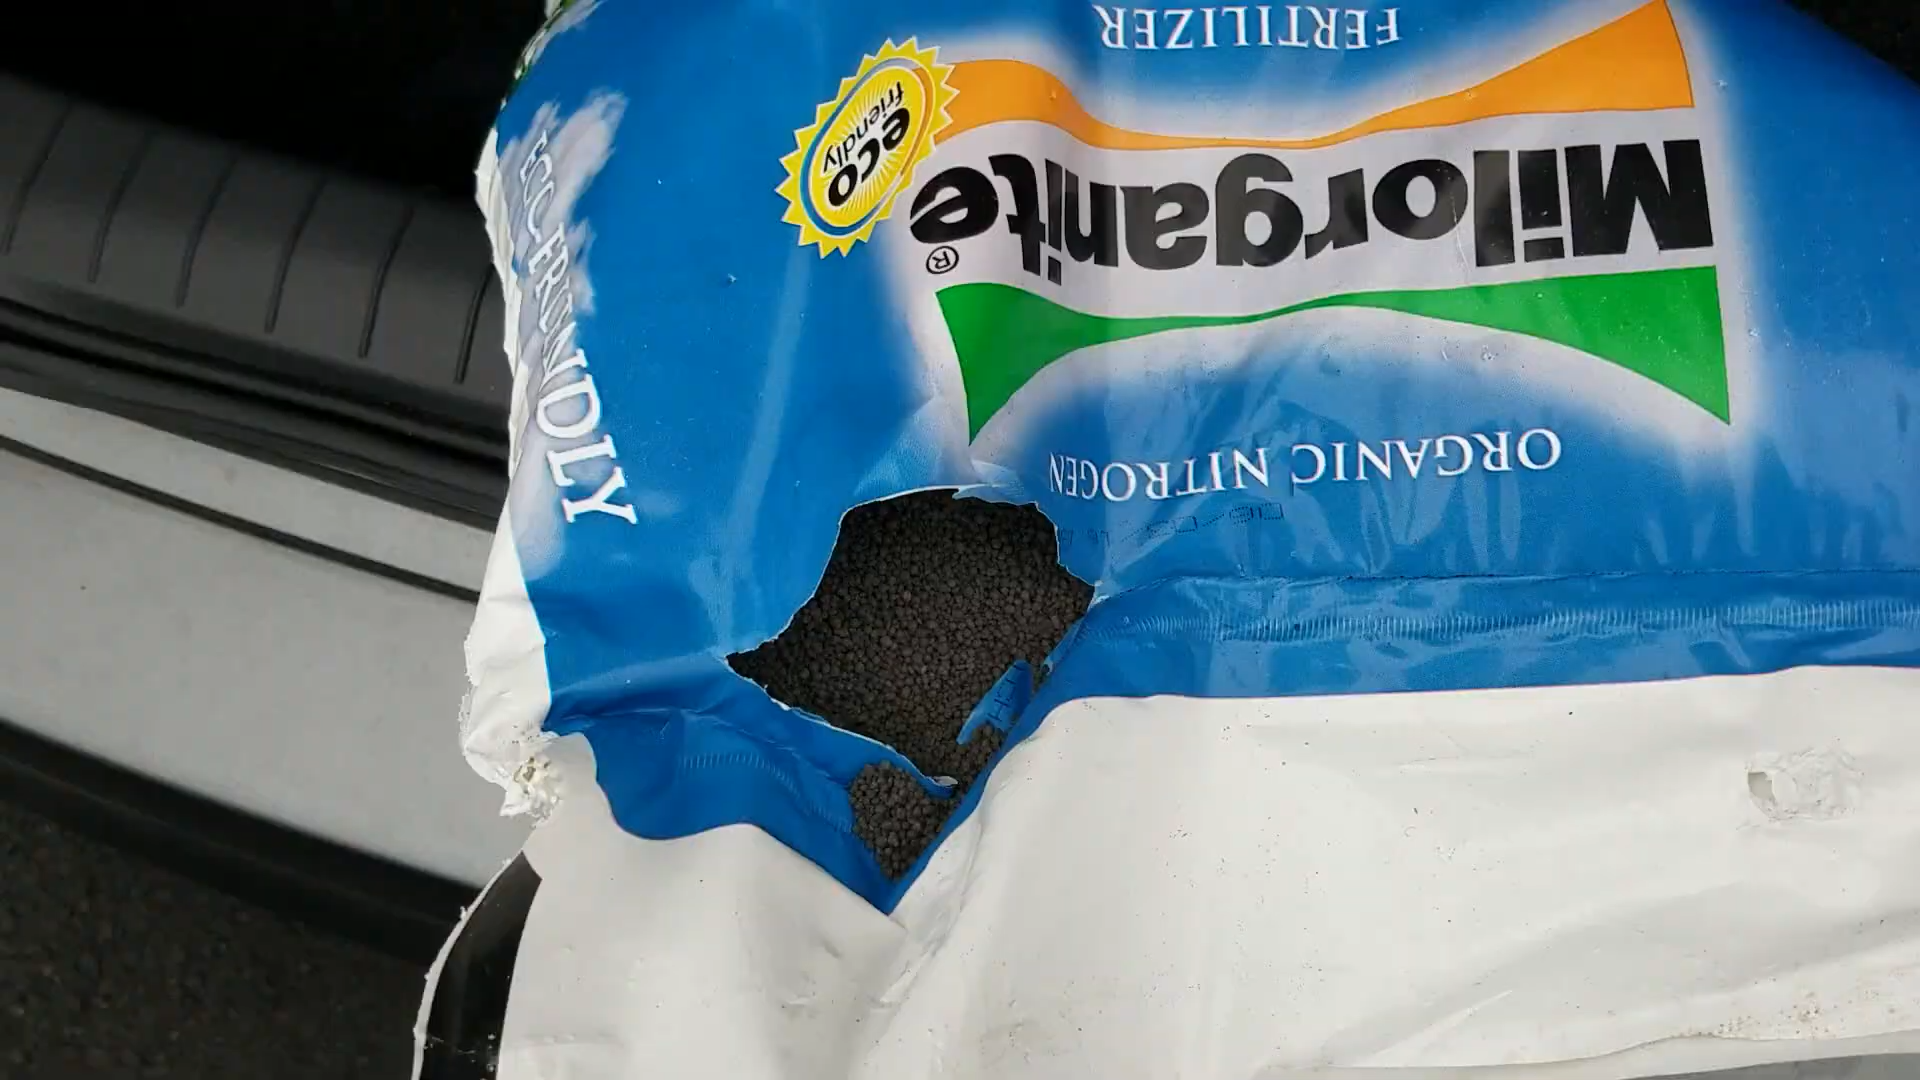 ORGANIC NITROGEN
Milorganite®
FERTILIZER
eco
friendly
ECO-FRIENDLY